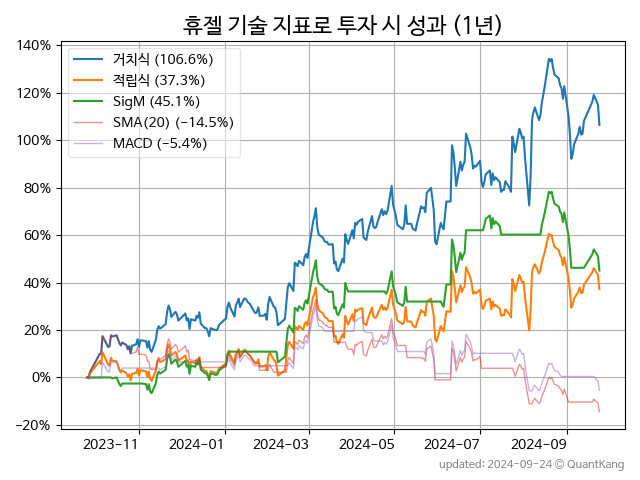 휴젤 기술 지표로 투자 시 성과 (1년)
140%
120%
100%
80%
60%
40%
20%
0%
−20%
거치식 (106.6%)
적립식 (37.3%)
SigM (45.1%)
SMA(20) (−14.5%)
MACD (−5.4%)
2023−11
2024−01
2024−03
2024−05
2024−07
2024−09
updated: 2024−09−24 © QuantKang